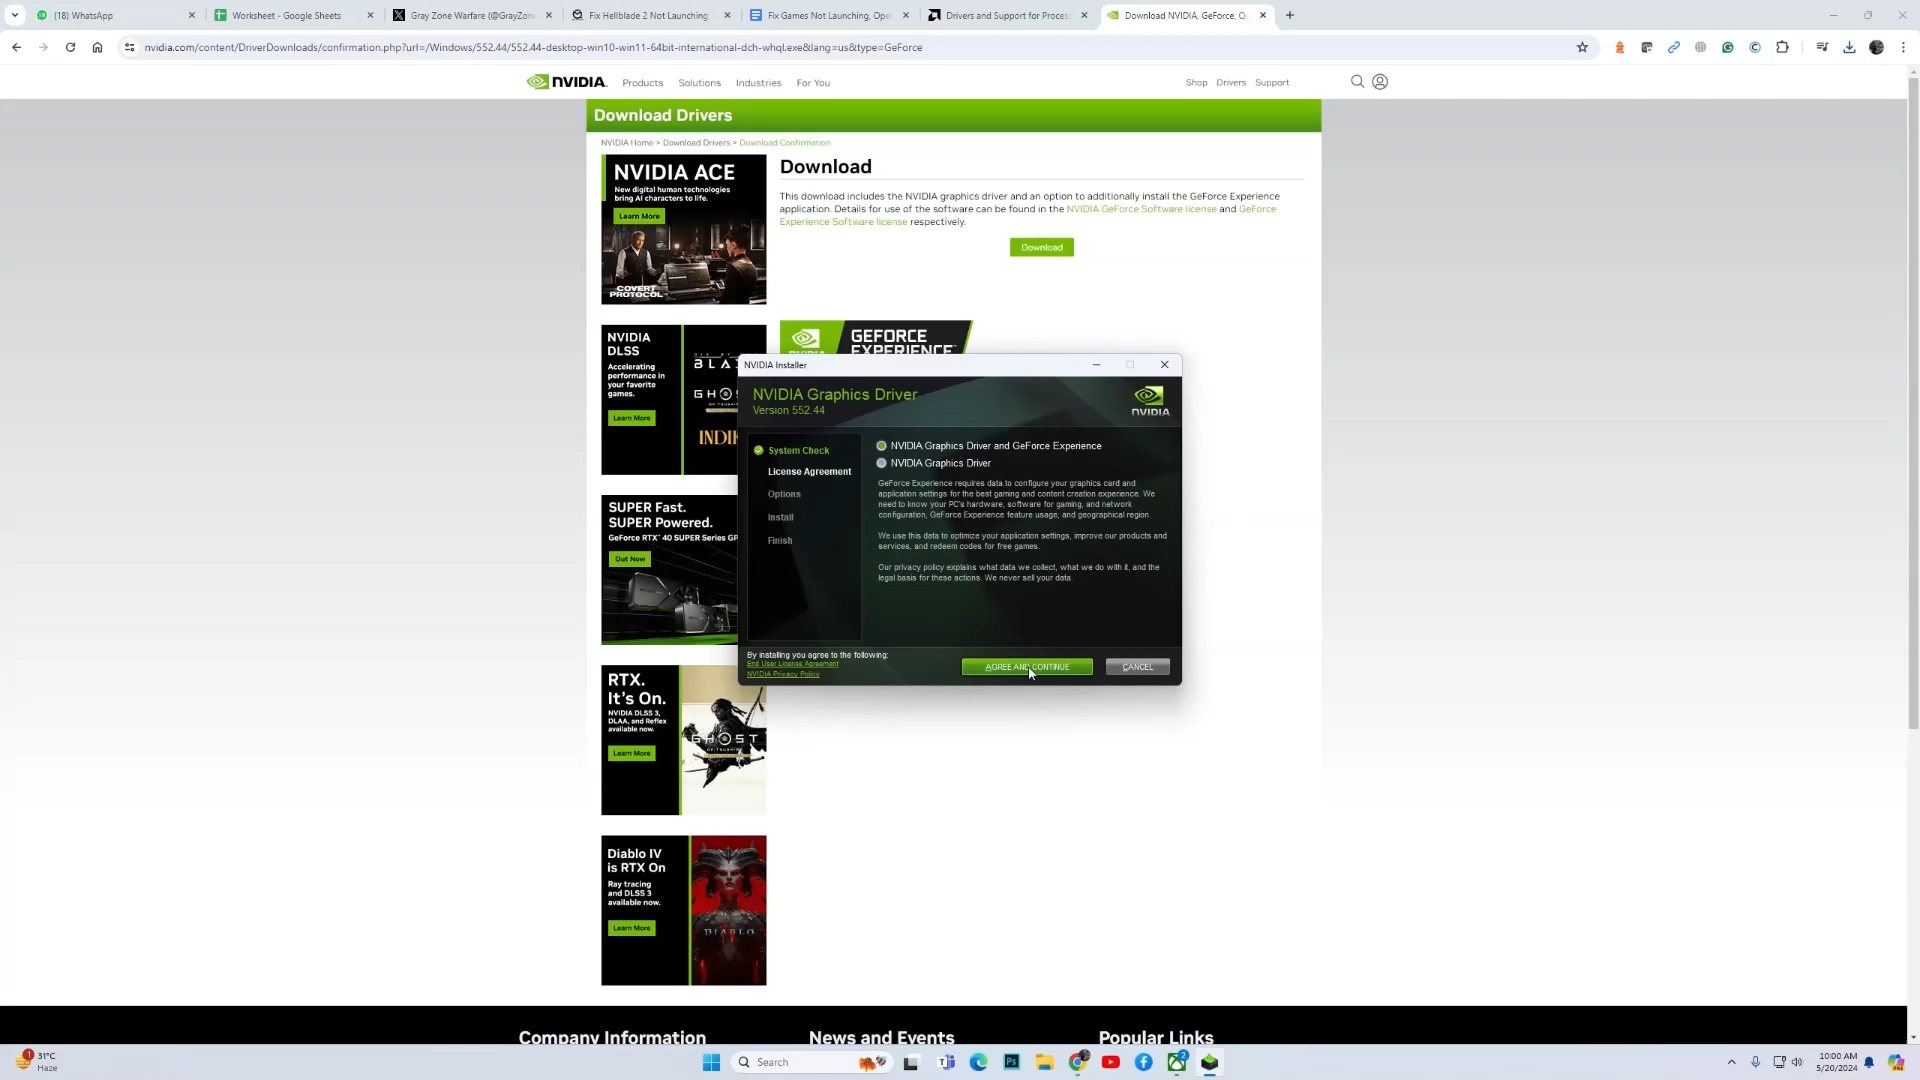 (18) WhatsApp
Worksheet - Google Sheets
Gray Zone Warfare (@GrayZone
Fix Hellblade 2 Not Launching,
Fix Games Not Launching, Ope
Drivers and Support for Process
Download NVIDIA, GeForce, Qu
nvidia.com/content/DriverDownloads/confirmation.php?url=/Windows/552.44/552.44-desktop-win10-win11-64bit-international-dch-whql.exe&lang=us&type=GeForce
NVIDIA.
Products
Solutions
Industries
For You
Shop
Drivers
Support
Download Drivers
NVIDIA Home > Download Drivers > Download Confirmation
NVIDIA ACE
New digital human technologies
bring AI characters to life.
Learn More
COVERT
PROTOCOL
Download
This download includes the NVIDIA graphics driver and an option to additionally install the GeForce Experience
application. Details for use of the software can be found in the NVIDIA GeForce Software license and GeForce
Experience Software license respectively.
Download
NVIDIA
DLSS
Accelerating
performance in
your favorite
games.
Learn More
GEFORCE
EXPERIENCE
NVIDIA Installer
NVIDIA Graphics Driver
Version 552.44
NVIDIA
System Check
License Agreement
Options
Install
Finish
NVIDIA Graphics Driver and GeForce Experience
NVIDIA Graphics Driver
GeForce Experience requires data to configure your graphics card and
application settings for the best gaming and content creation experience. We
need to know your PC's hardware, software for gaming, and network
configuration, GeForce Experience feature usage, and geographical region.
We use this data to optimize your application settings, improve our products and
services, and redeem codes for free games.
Our privacy policy explains what data we collect, what we do with it, and the
legal basis for these actions. We never sell your data.
By installing you agree to the following:
End User License Agreement
NVIDIA Privacy Policy
AGREE AND CONTINUE
CANCEL
SUPER Fast.
SUPER Powered.
GeForce RTX™ 40 SUPER Series GP
Out Now
RTX.
It's On.
NVIDIA DLSS 3,
DLAA, and Reflex
available now.
Learn More
GHOST
OF TSUSHIMA
Diablo IV
is RTX On
Ray tracing
and DLSS 3
available now.
Learn More
DIABLO
Company Information
News and Events
Popular Links
1
31°C
Haze
Search
2
10:00 AM
5/20/2024